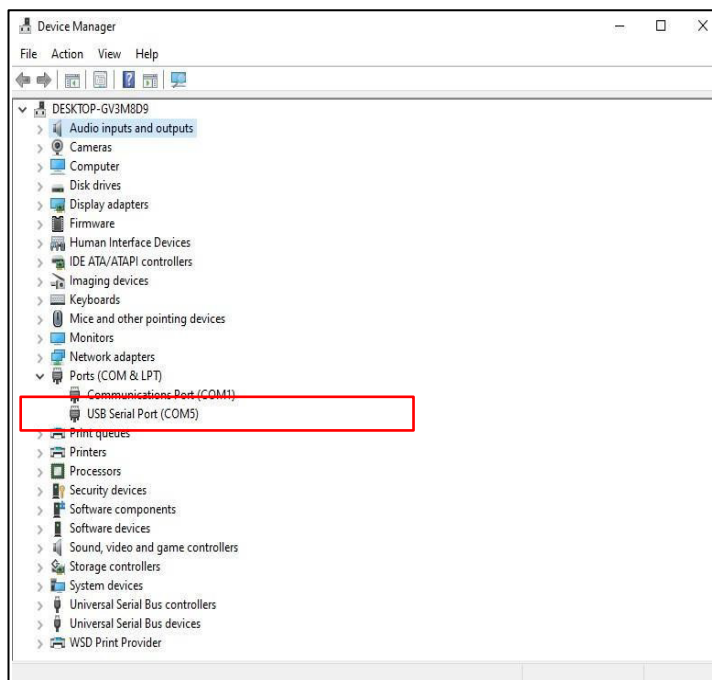 Device Manager
File Action View Help
DESKTOP-GV3M8D9
Audio inputs and outputs
Cameras
Computer
Disk drives
Display adapters
Firmware
Human Interface Devices
IDE ATA/ATAPI controllers
Imaging devices
Keyboards
Mice and other pointing devices
Monitors
Network adapters
Ports (COM & LPT)
Communications Port (COM1)
USB Serial Port (COM5)
Print queues
Printers
Processors
Security devices
Software components
Software devices
Sound, video and game controllers
Storage controllers
System devices
Universal Serial Bus controllers
Universal Serial Bus devices
WSD Print Provider